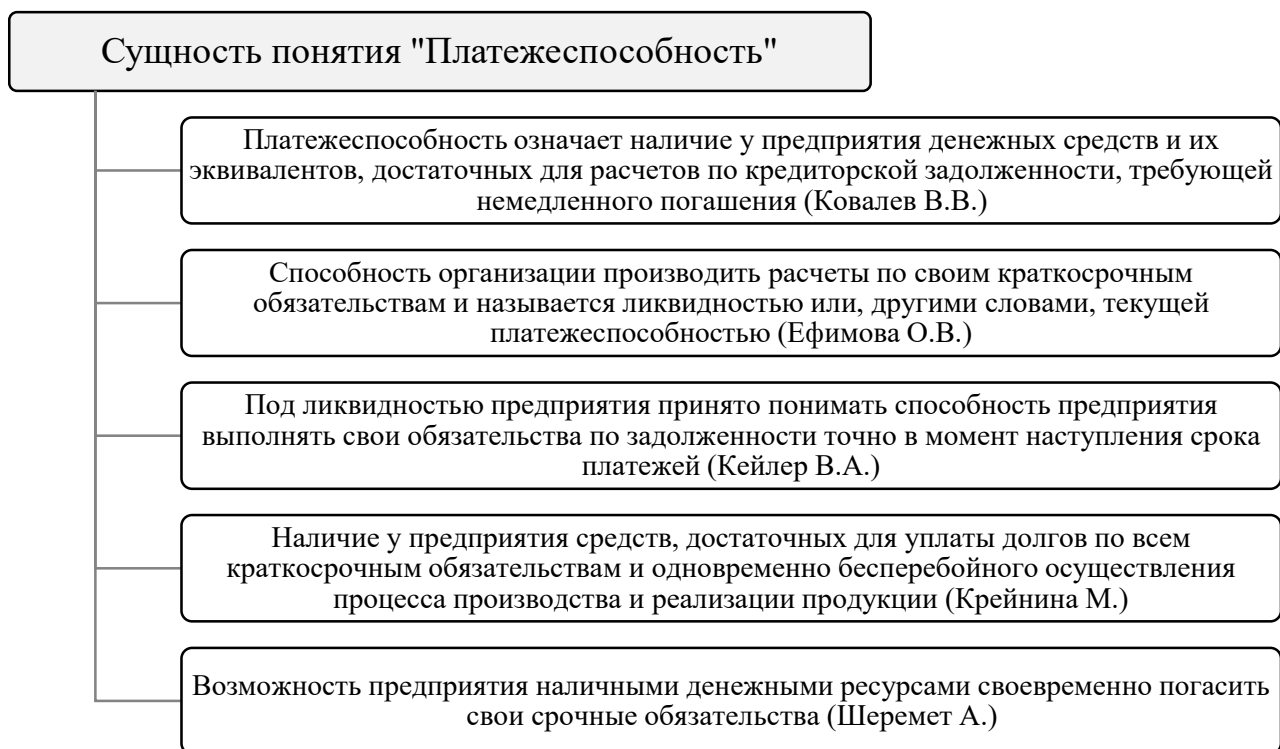 Сущность понятия "Платежеспособность"
Платежеспособность означает наличие у предприятия денежных средств и их
эквивалентов, достаточных для расчетов по кредиторской задолженности, требующей
немедленного погашения (Ковалев В.В.)
Способность организации производить расчеты по своим краткосрочным
обязательствам и называется ликвидностью или, другими словами, текущей
платежеспособностью (Ефимова О.В.)
Под ликвидностью предприятия принято понимать способность предприятия
выполнять свои обязательства по задолженности точно в момент наступления срока
платежей (Кейлер В.А.)
Наличие у предприятия средств, достаточных для уплаты долгов по всем
краткосрочным обязательствам и одновременно бесперебойного осуществления
процесса производства и реализации продукции (Крейнина М.)
Возможность предприятия наличными денежными ресурсами своевременно погасить
свои срочные обязательства (Шеремет А.)